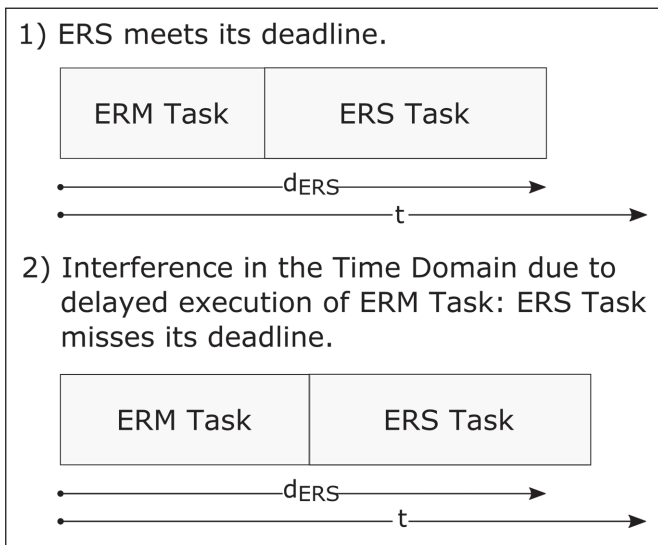 1) ERS meets its deadline.
ERM Task ERS Task
dERS
t
2) Interference in the Time Domain due to
delayed execution of ERM Task: ERS Task
misses its deadline.
ERM Task ERS Task
dERS
t